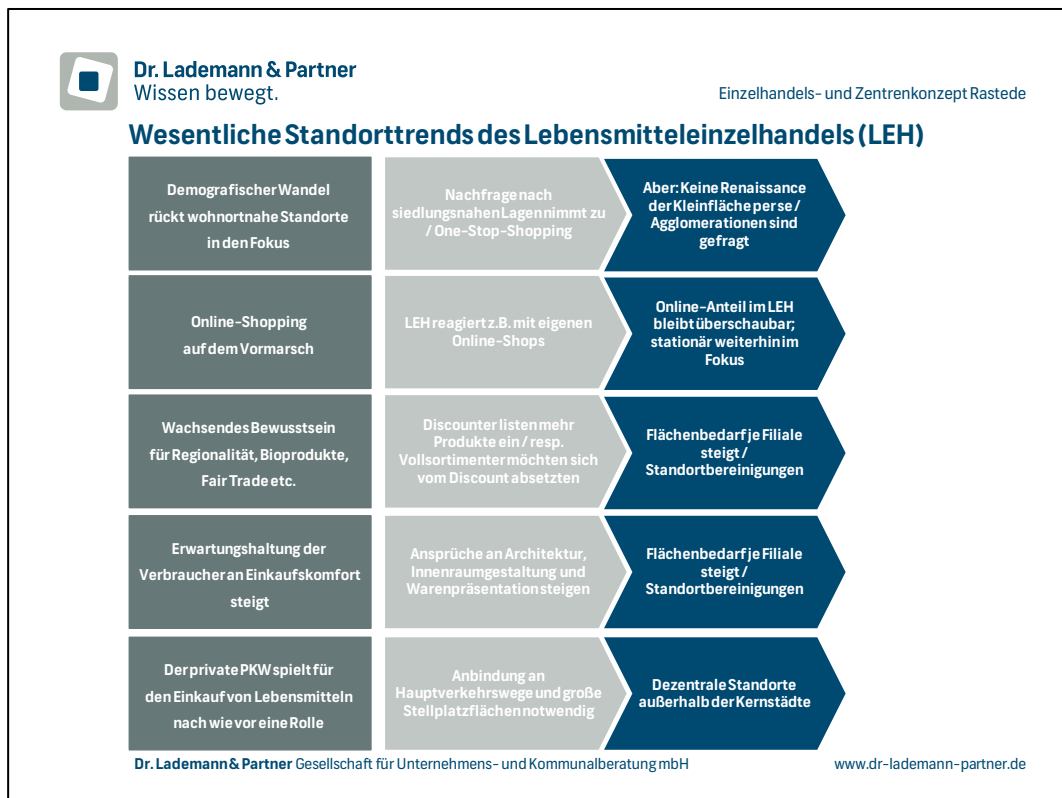 Dr. Lademann & Partner
Wissen bewegt.
Einzelhandels- und Zentrenkonzept Rastede
Wesentliche Standorttrends des Lebensmitteleinzelhandels (LEH)
Demografischer Wandel
rückt wohnortnahe Standorte
in den Fokus
Nachfrage nach
siedlungsnahen Lagen nimmt zu
/ One-Stop-Shopping
Aber: Keine Renaissance
der Kleinfläche per se /
Agglomerationen sind
gefragt
Online-Shopping
auf dem Vormarsch
LEH reagiert z.B. mit eigenen
Online-Shops
Online-Anteil im LEH
bleibt überschaubar;
stationär weiterhin im
Fokus
Wachsendes Bewusstsein
für Regionalität, Bioprodukte,
Fair Trade etc.
Discounter listen mehr
Produkte ein / resp.
Vollsortimenter möchten sich
vom Discount absetzten
Flächenbedarf je Filiale
steigt /
Standortbereinigungen
Erwartungshaltung der
Verbraucher an Einkaufskomfort
steigt
Ansprüche an Architektur,
Innenraumgestaltung und
Warenpräsentation steigen
Flächenbedarf je Filiale
steigt /
Standortbereinigungen
Der private PKW spielt für
den Einkauf von Lebensmitteln
nach wie vor eine Rolle
Anbindung an
Hauptverkehrswege und große
Stellplatzflächen notwendig
Dezentrale Standorte
außerhalb der Kernstädte
Dr. Lademann & Partner Gesellschaft für Unternehmens- und Kommunalberatung mbH
www.dr-lademann-partner.de